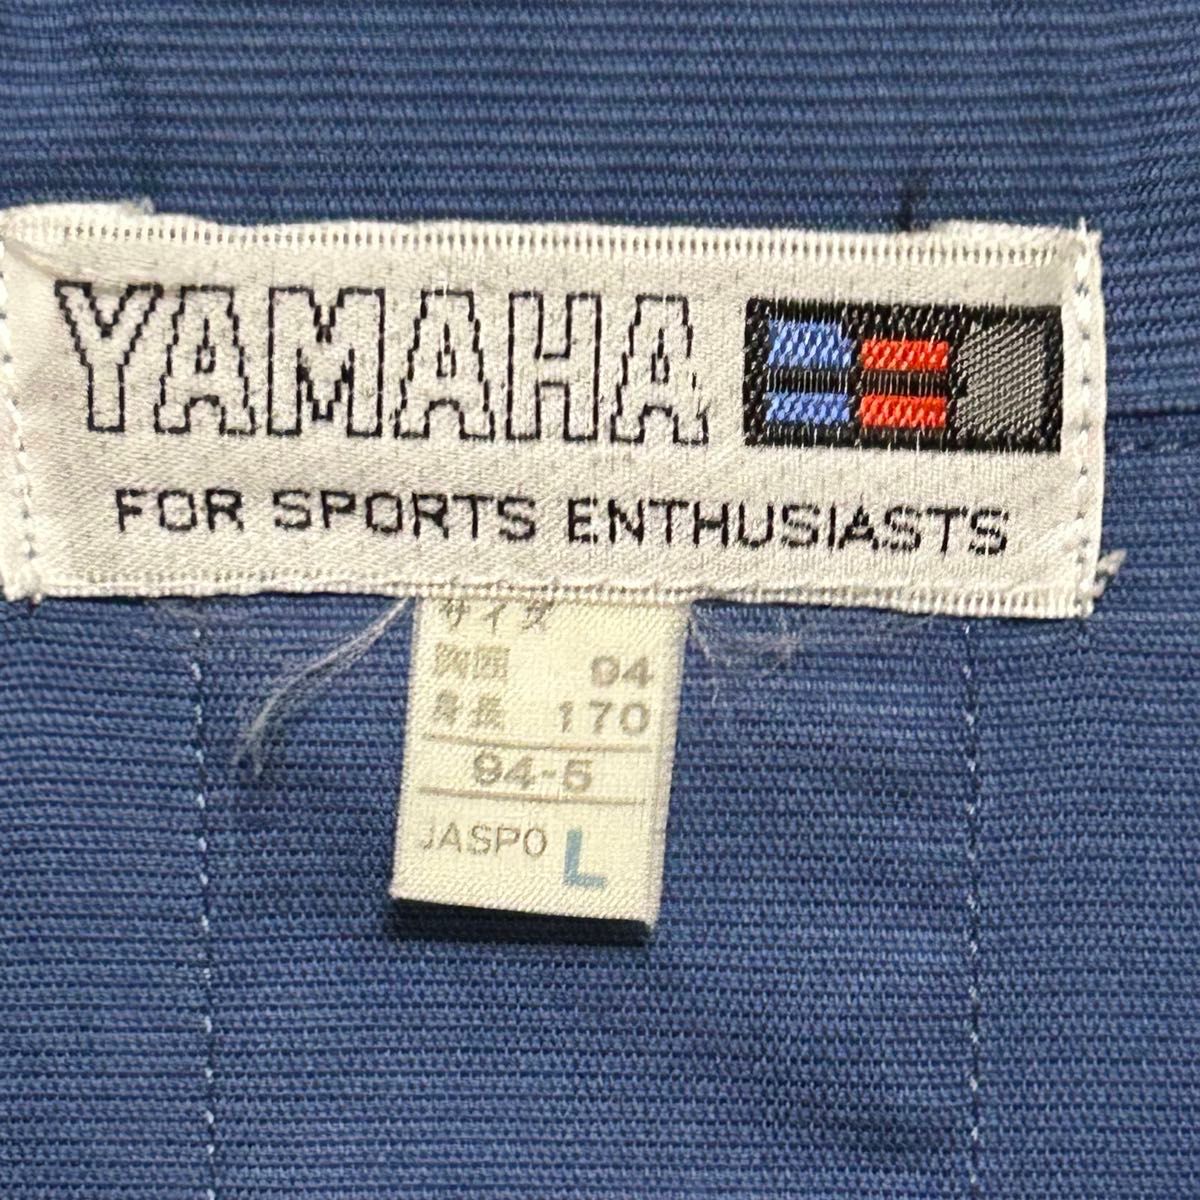 YAMAHA
FOR SPORTS ENTHUSIASTS
サイズ
胸囲 94
身長 170
94-5
JASPO L